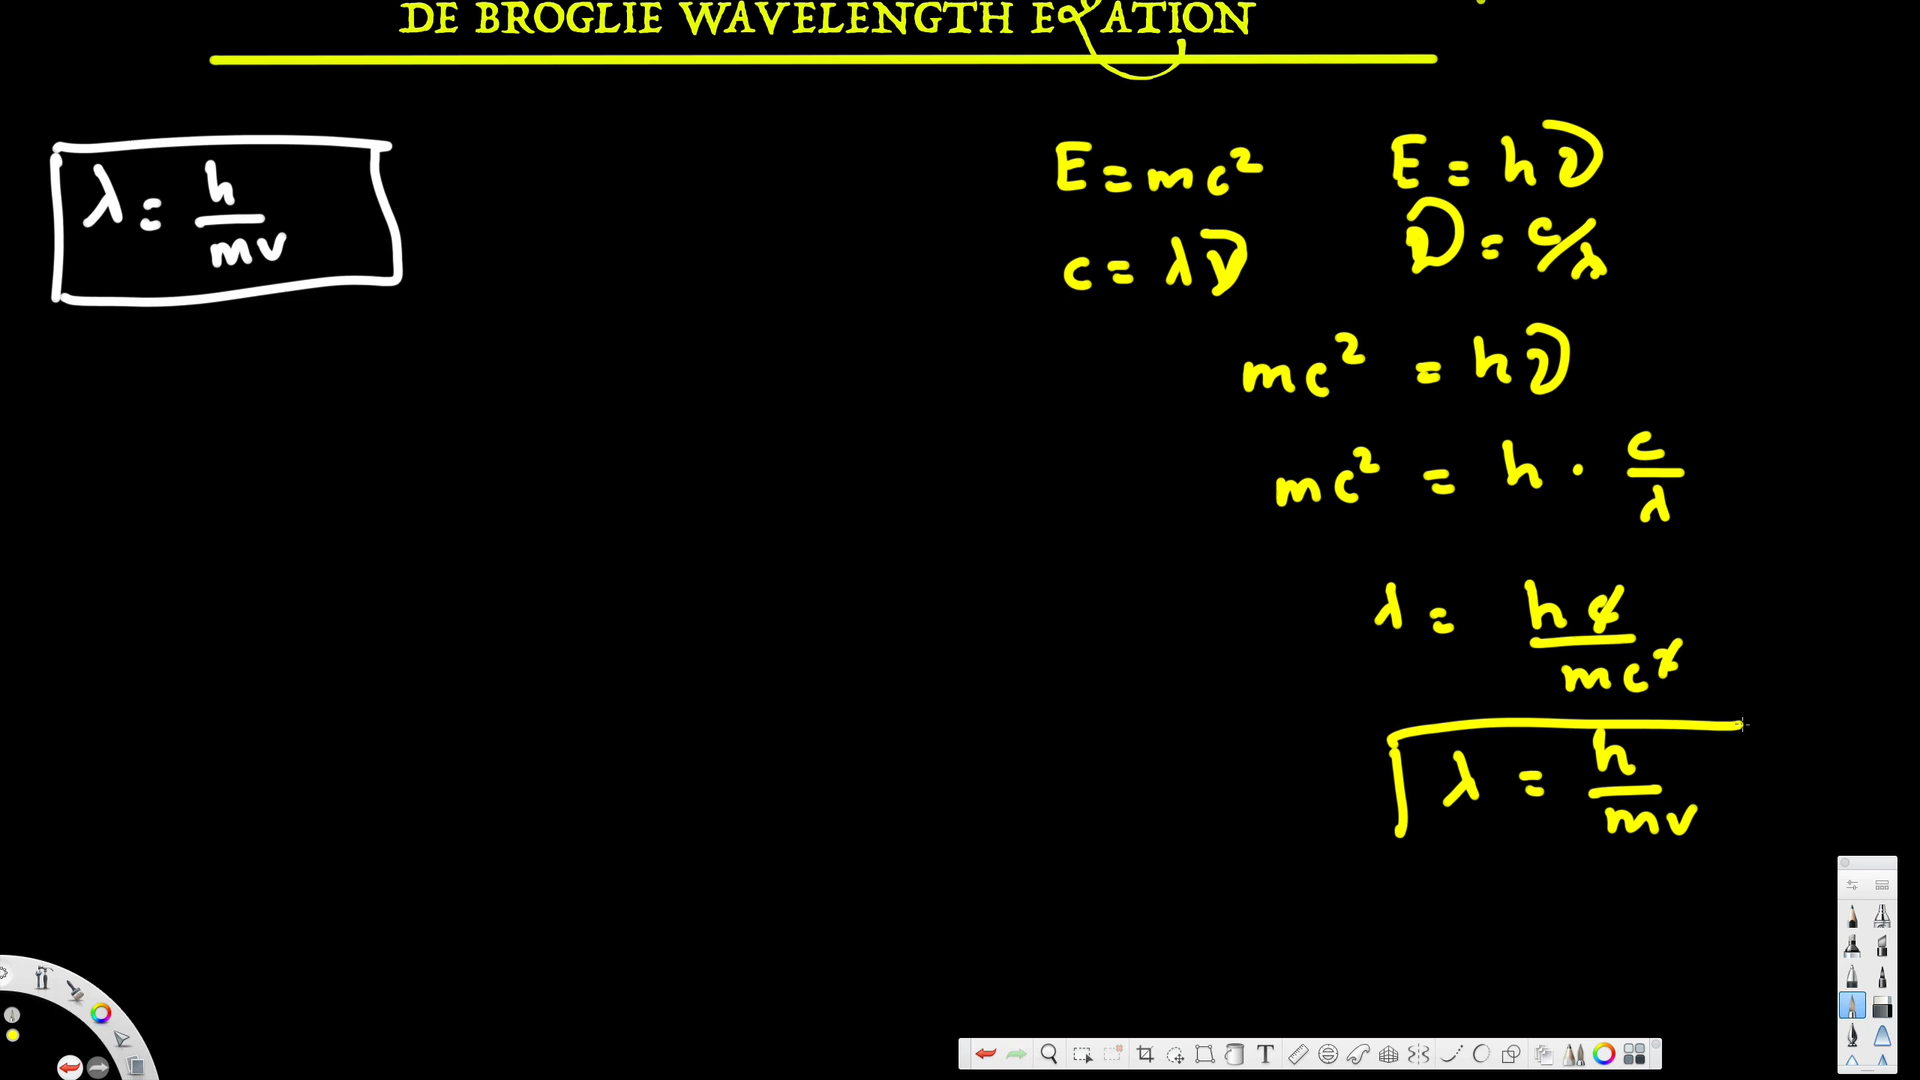 DE BROGLIE WAVELENGTH EQUATION
λ = h/mv
E = mc² E = hν
c = λν ν = c/λ
mc² = hν
mc² = h · c/λ
λ = hc/mc²
λ = h/mv
T